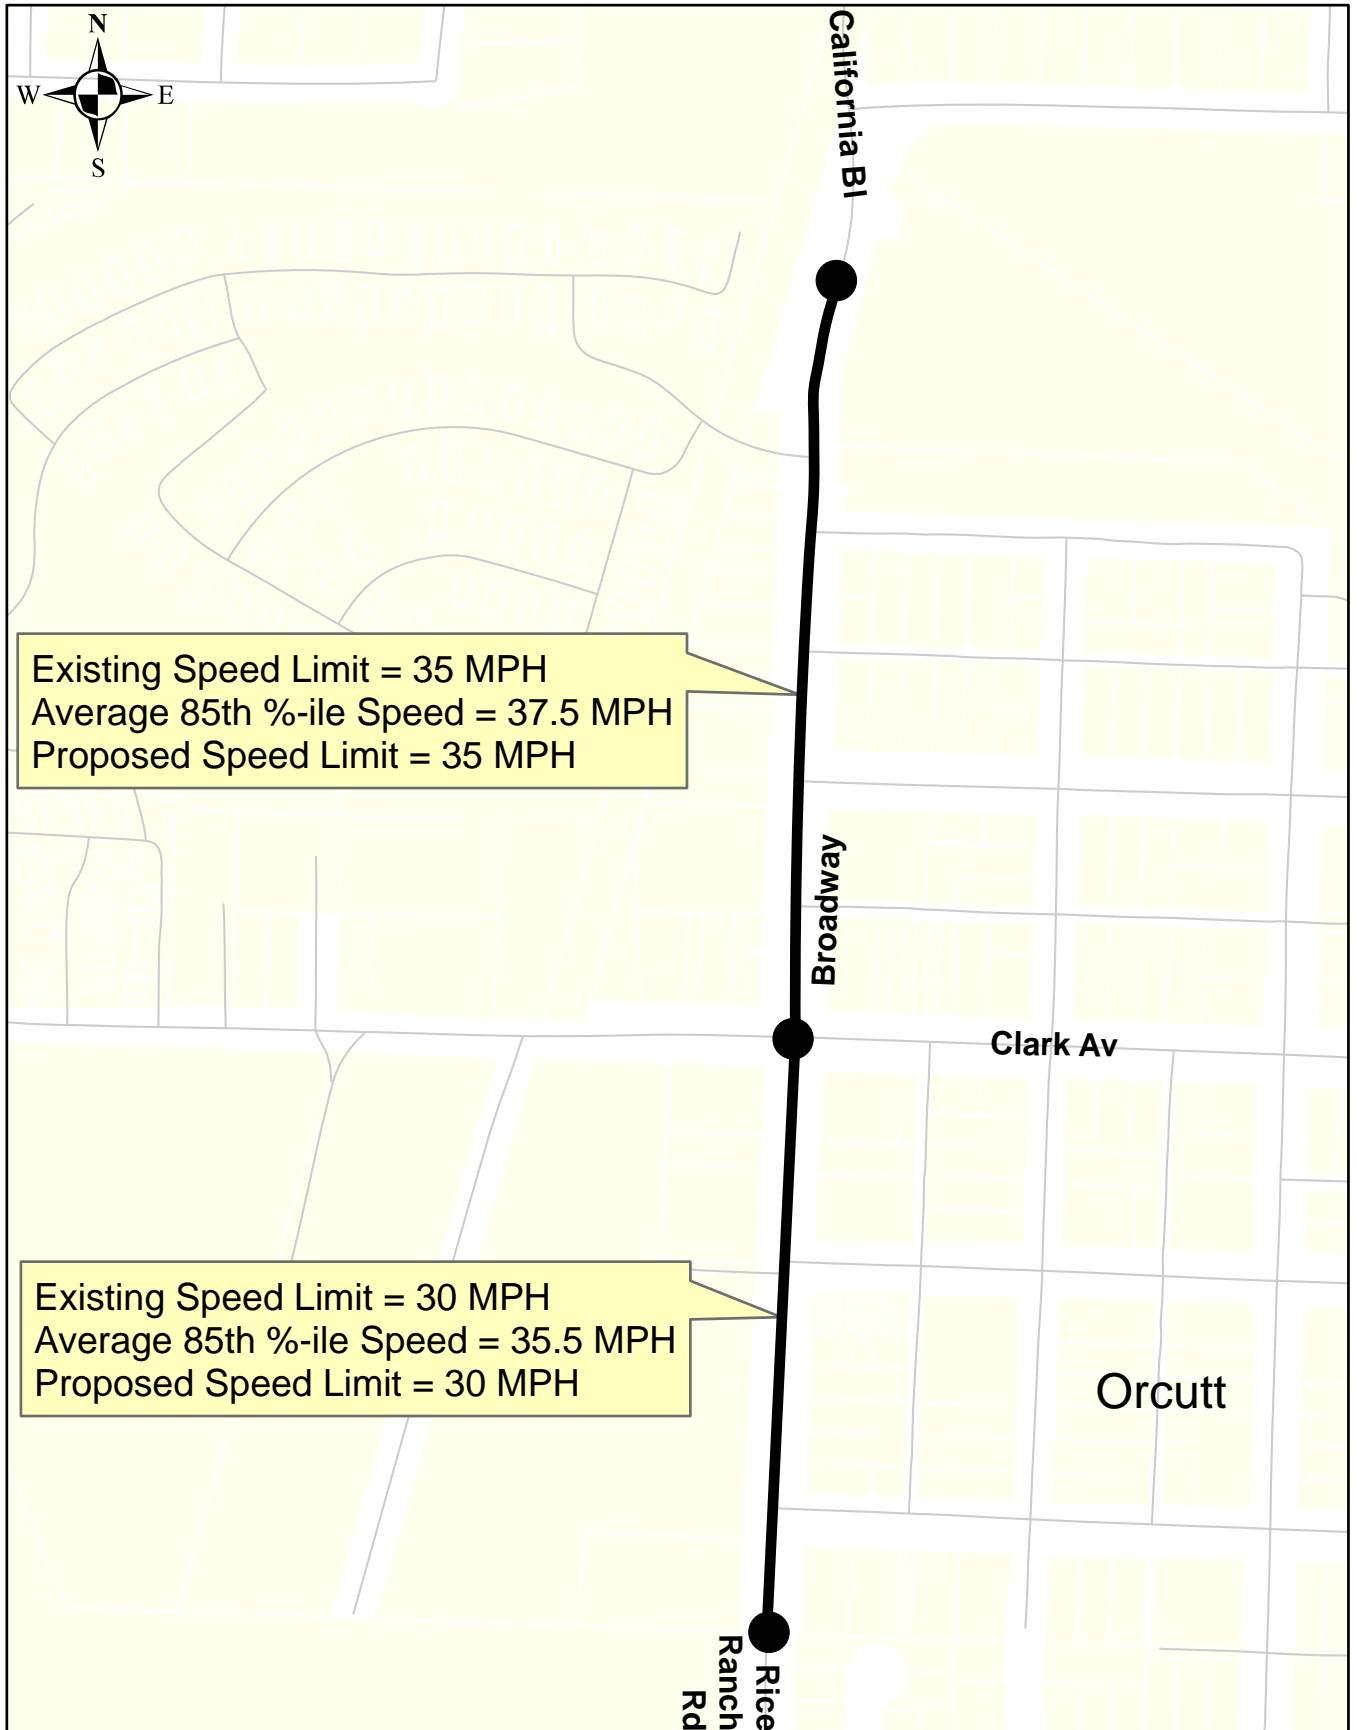 N
W
E
S
California Bl
Existing Speed Limit = 35 MPH
Average 85th %-ile Speed = 37.5 MPH
Proposed Speed Limit = 35 MPH
Broadway
Clark Av
Existing Speed Limit = 30 MPH
Average 85th %-ile Speed = 35.5 MPH
Proposed Speed Limit = 30 MPH
Orcutt
Rice
Ranch
Rd